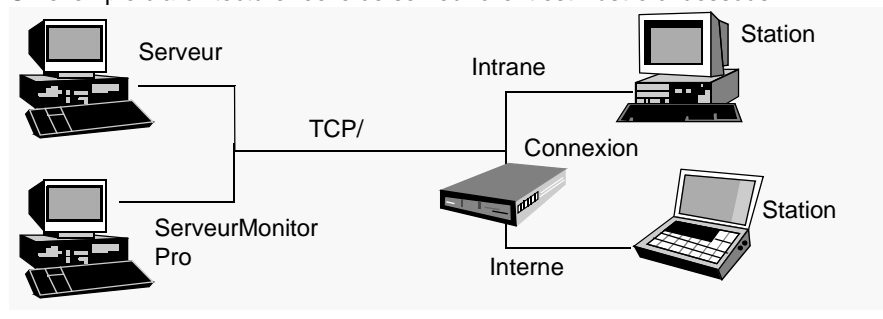 Serveur
Station
Intrane
TCP/
Connexion
Station
ServeurMonitor
Pro
Interne